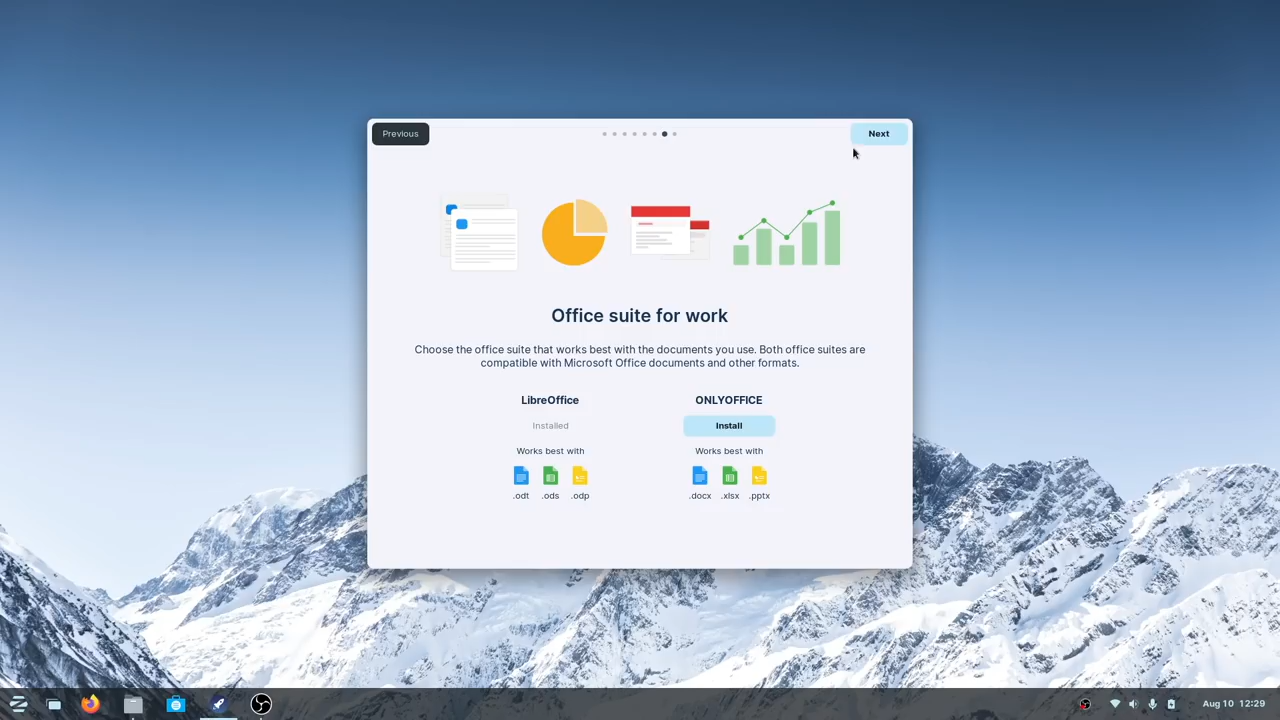 Previous
Next
Office suite for work
Choose the office suite that works best with the documents you use. Both office suites are
compatible with Microsoft Office documents and other formats.
LibreOffice
ONLYOFFICE
Installed
Install
Works best with
Works best with
.odt .ods .odp
.docx .xlsx .pptx
Aug 10 12:29